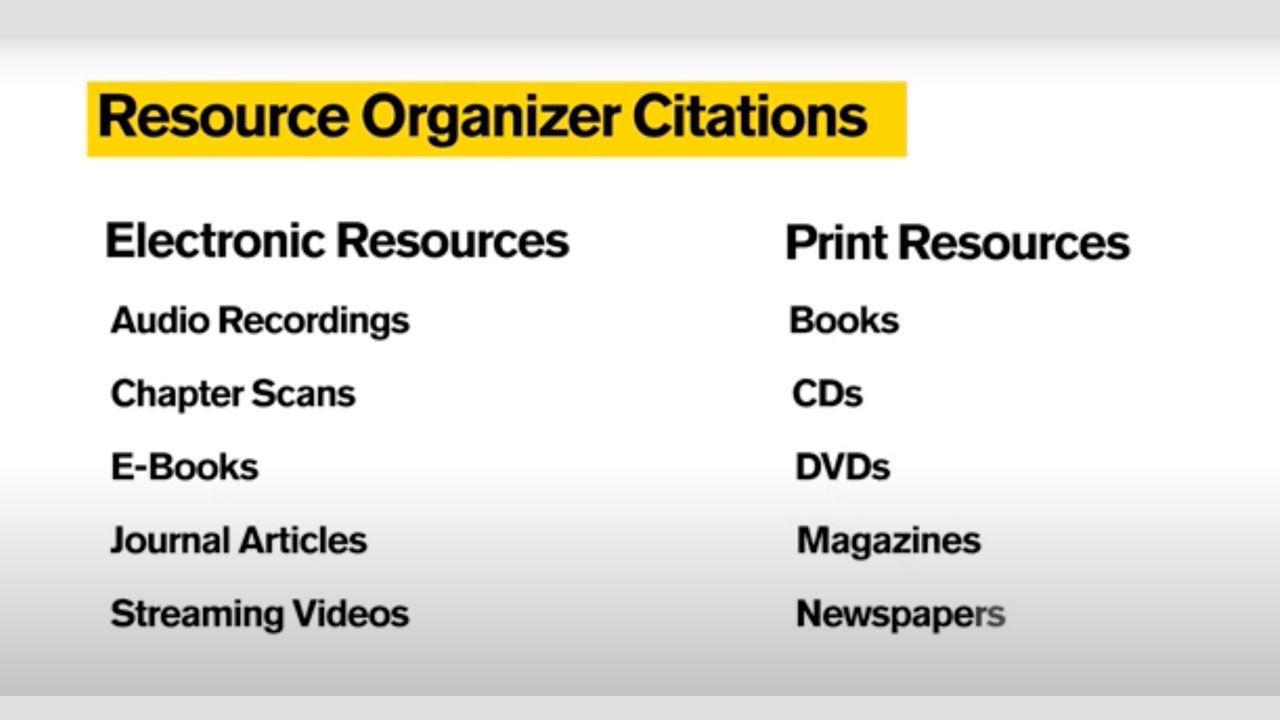 Resource Organizer Citations
Electronic Resources
Audio Recordings
Chapter Scans
E-Books
Journal Articles
Streaming Videos
Print Resources
Books
CDs
DVDs
Magazines
Newspapers